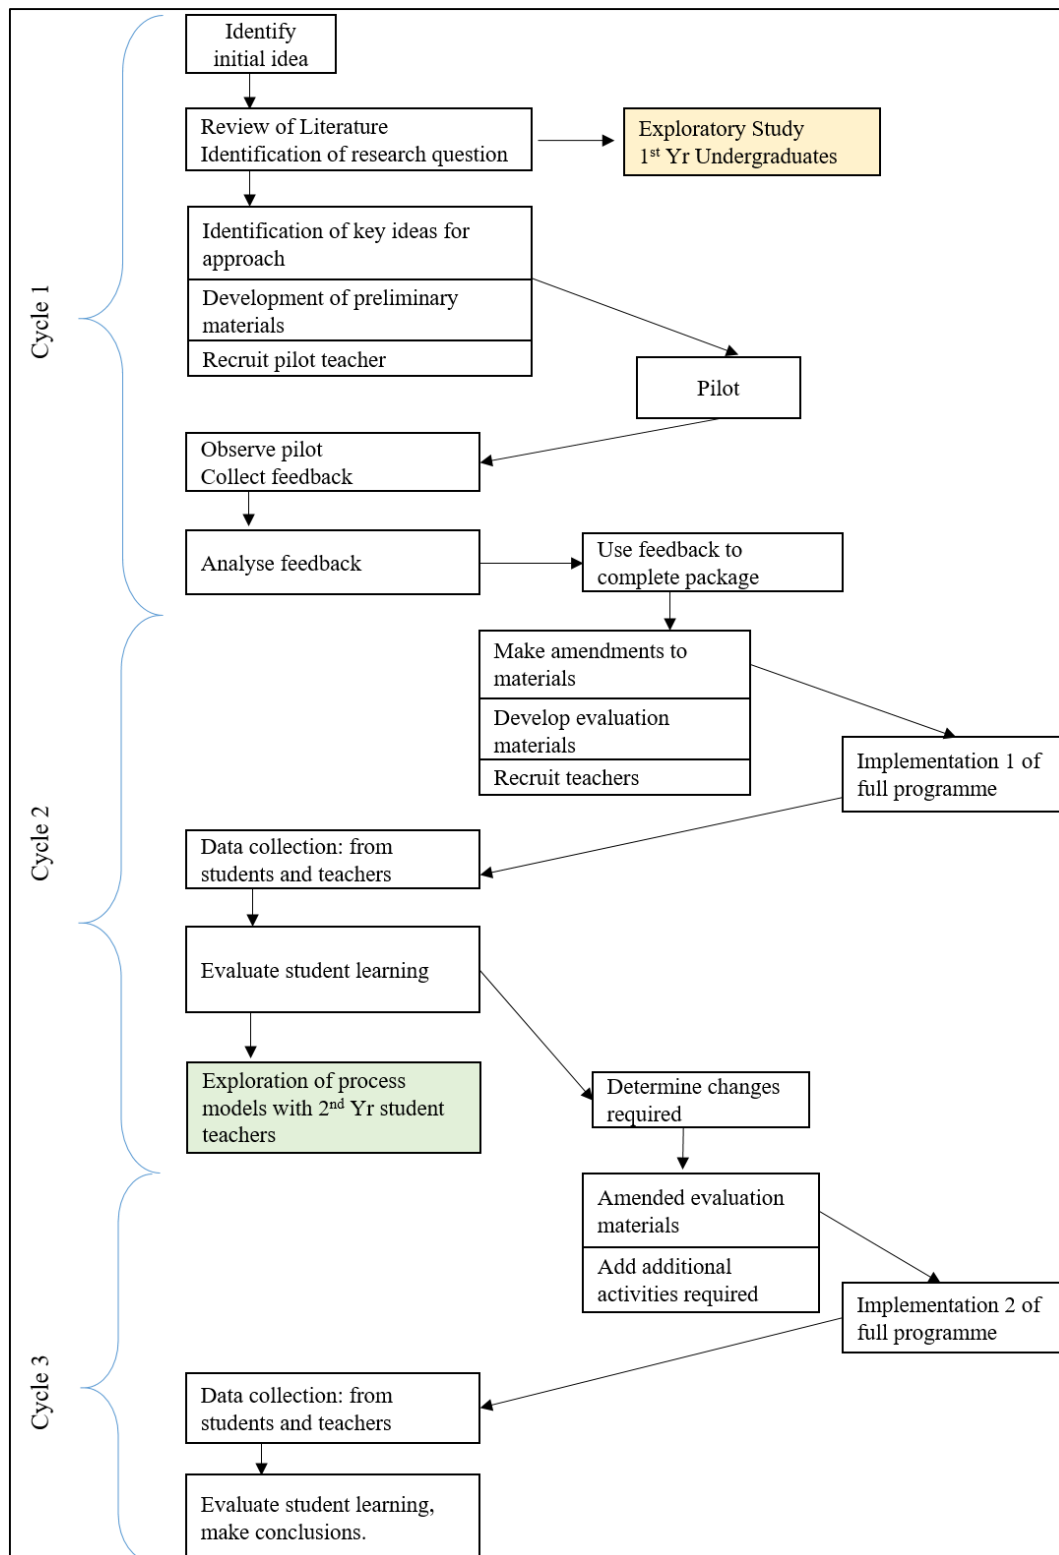 Identify
initial idea
Review of Literature
Identification of research question
Exploratory Study
1st Yr Undergraduates
Identification of key ideas for
approach
Development of preliminary
materials
Recruit pilot teacher
Cycle 1
Pilot
Observe pilot
Collect feedback
Analyse feedback
Use feedback to
complete package
Make amendments to
materials
Develop evaluation
materials
Recruit teachers
Implementation 1 of
full programme
Cycle 2
Data collection: from
students and teachers
Evaluate student learning
Exploration of process
models with 2nd Yr student
teachers
Determine changes
required
Amended evaluation
materials
Add additional
activities required
Implementation 2 of
full programme
Cycle 3
Data collection: from
students and teachers
Evaluate student learning,
make conclusions.